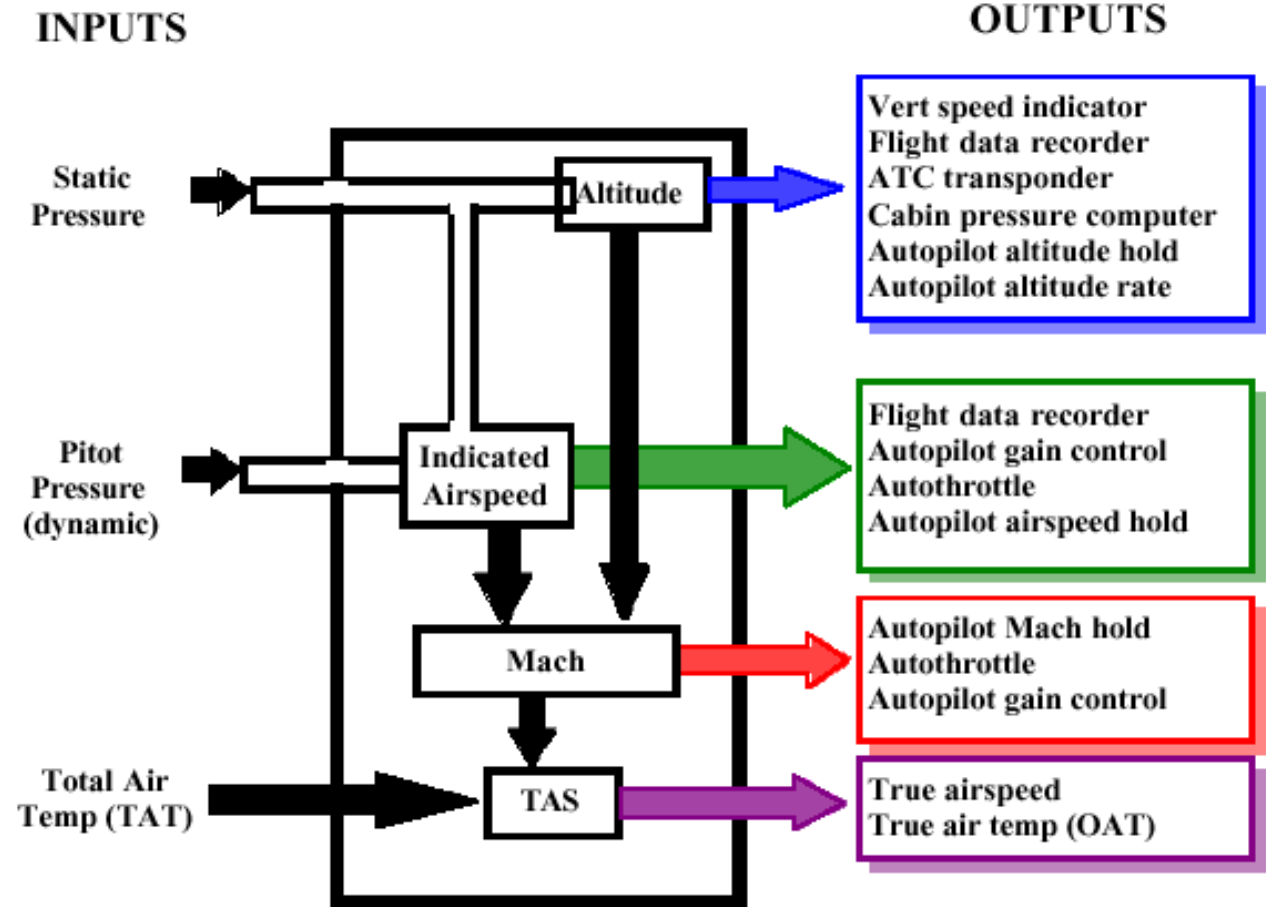 INPUTS
OUTPUTS
Static
Pressure
Altitude
Vert speed indicator
Flight data recorder
ATC transponder
Cabin pressure computer
Autopilot altitude hold
Autopilot altitude rate
Pitot
Pressure
(dynamic)
Indicated
Airspeed
Flight data recorder
Autopilot gain control
Autothrottle
Autopilot airspeed hold
Mach
Autopilot Mach hold
Autothrottle
Autopilot gain control
Total Air
Temp (TAT)
TAS
True airspeed
True air temp (OAT)